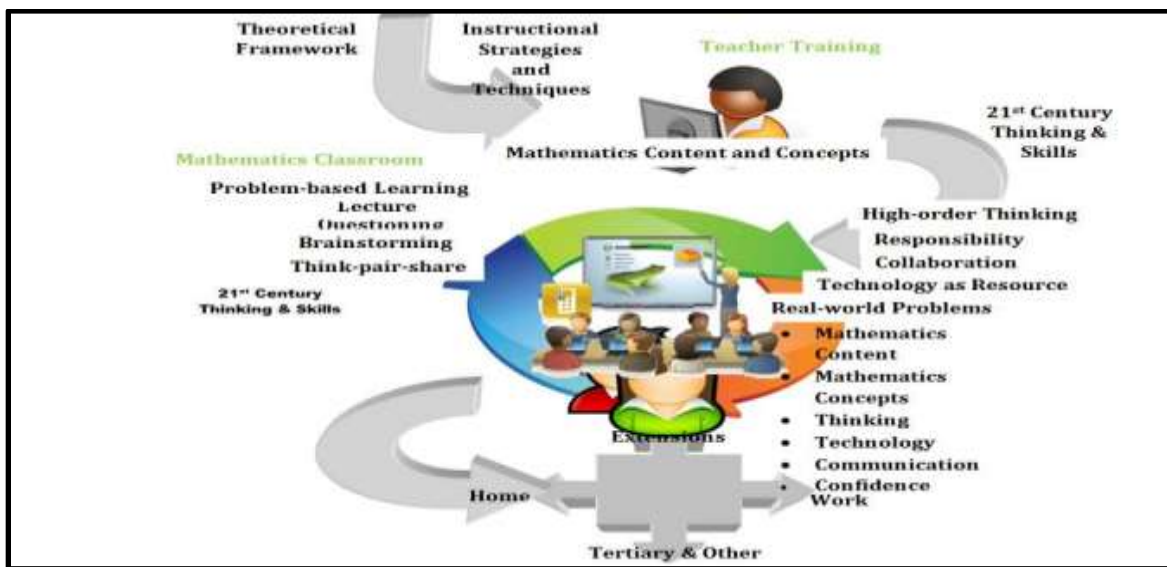 Theoretical
Framework
Instructional
Strategies
and
Techniques
Teacher Training
21st Century
Thinking &
Skills
Mathematics Content and Concepts
Mathematics Classroom
Problem-based Learning
Lecture
Questioning
Brainstorming
Think-pair-share
21st Century
Thinking & Skills
High-order Thinking
Responsibility
Collaboration
Technology as Resource
Real-world Problems
• Mathematics
Content
• Mathematics
Concepts
• Thinking
• Technology
• Communication
• Confidence
Extensions
Home
Work
Tertiary & Other